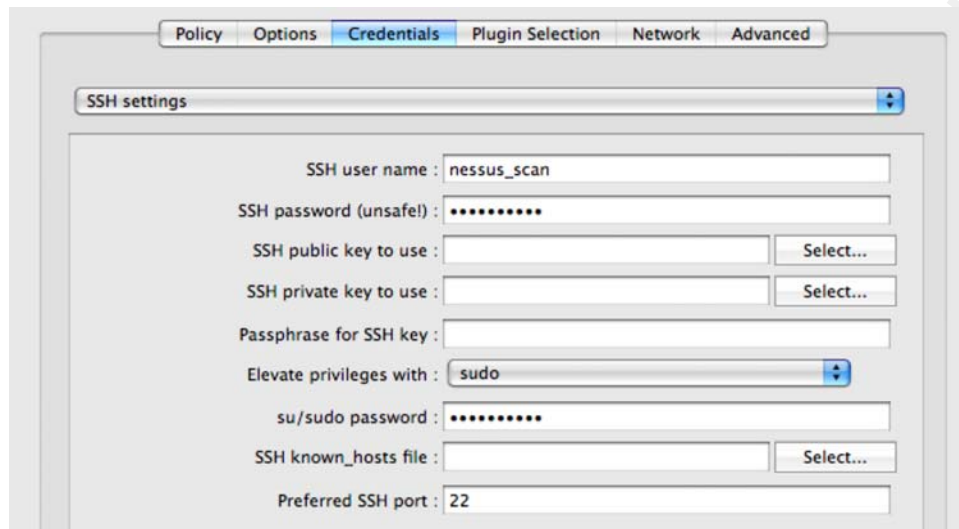 Policy Options Credentials Plugin Selection Network Advanced
SSH settings
SSH user name : nessus_scan
SSH password (unsafe!) : ••••••••••
SSH public key to use : Select...
SSH private key to use : Select...
Passphrase for SSH key :
Elevate privileges with : sudo
su/sudo password : ••••••••••
SSH known_hosts file : Select...
Preferred SSH port : 22